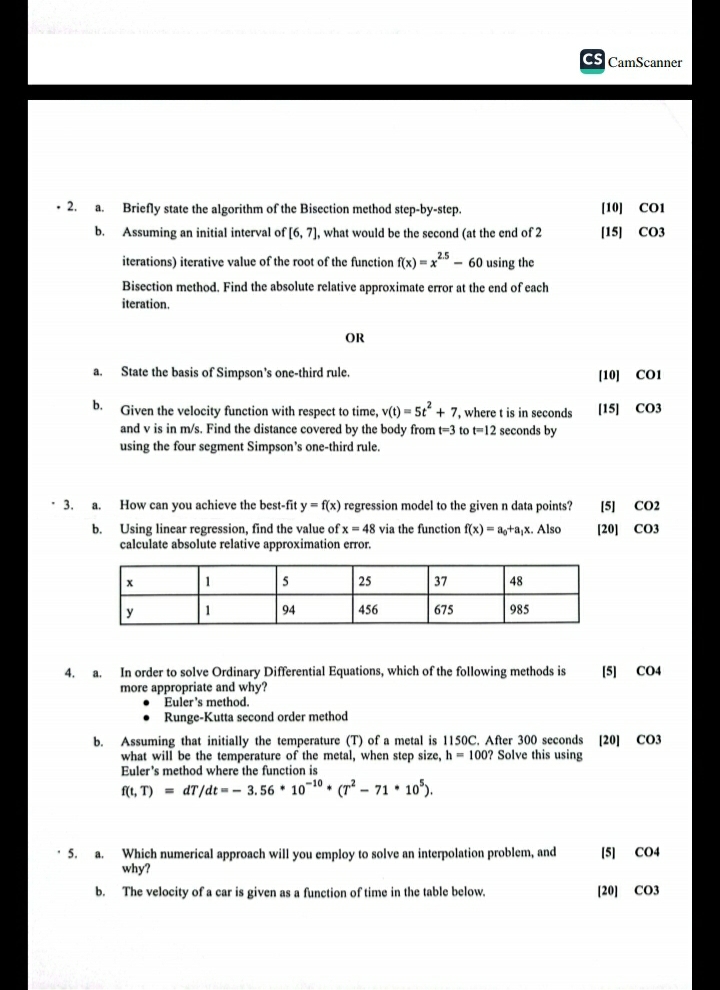 CS CamScanner
2. a. Briefly state the algorithm of the Bisection method step-by-step. [10] CO1
b. Assuming an initial interval of [6, 7], what would be the second (at the end of 2 [15] CO3
iterations) iterative value of the root of the function f(x) = x^2.5 − 60 using the
Bisection method. Find the absolute relative approximate error at the end of each
iteration.
OR
a. State the basis of Simpson's one-third rule. [10] CO1
b. Given the velocity function with respect to time, v(t) = 5t² + 7, where t is in seconds [15] CO3
and v is in m/s. Find the distance covered by the body from t=3 to t=12 seconds by
using the four segment Simpson's one-third rule.
3. a. How can you achieve the best-fit y = f(x) regression model to the given n data points? [5] CO2
b. Using linear regression, find the value of x = 48 via the function f(x) = a₀+a₁x. Also [20] CO3
calculate absolute relative approximation error.
x 1 5 25 37 48
y 1 94 456 675 985
4. a. In order to solve Ordinary Differential Equations, which of the following methods is [5] CO4
more appropriate and why?
• Euler's method.
• Runge-Kutta second order method
b. Assuming that initially the temperature (T) of a metal is 1150C. After 300 seconds [20] CO3
what will be the temperature of the metal, when step size, h = 100? Solve this using
Euler's method where the function is
f(t, T) = dT/dt = − 3.56 * 10⁻¹⁰ * (T² − 71 * 10⁵).
5. a. Which numerical approach will you employ to solve an interpolation problem, and [5] CO4
why?
b. The velocity of a car is given as a function of time in the table below. [20] CO3